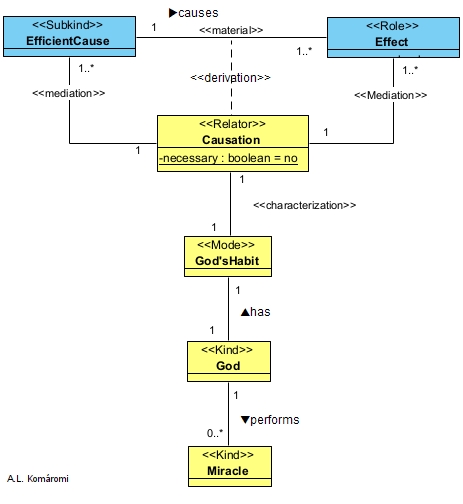 ▶causes
<<Subkind>>
EfficientCause
1
<<material>>
1..*
<<Role>>
Effect
1..*
<<derivation>>
1..*
<<mediation>>
<<Mediation>>
<<Relator>>
Causation
-necessary : boolean = no
1
1
1
<<characterization>>
1
<<Mode>>
God'sHabit
1
▲has
1
<<Kind>>
God
1
▼performs
0..*
<<Kind>>
Miracle
A.L. Komáromi